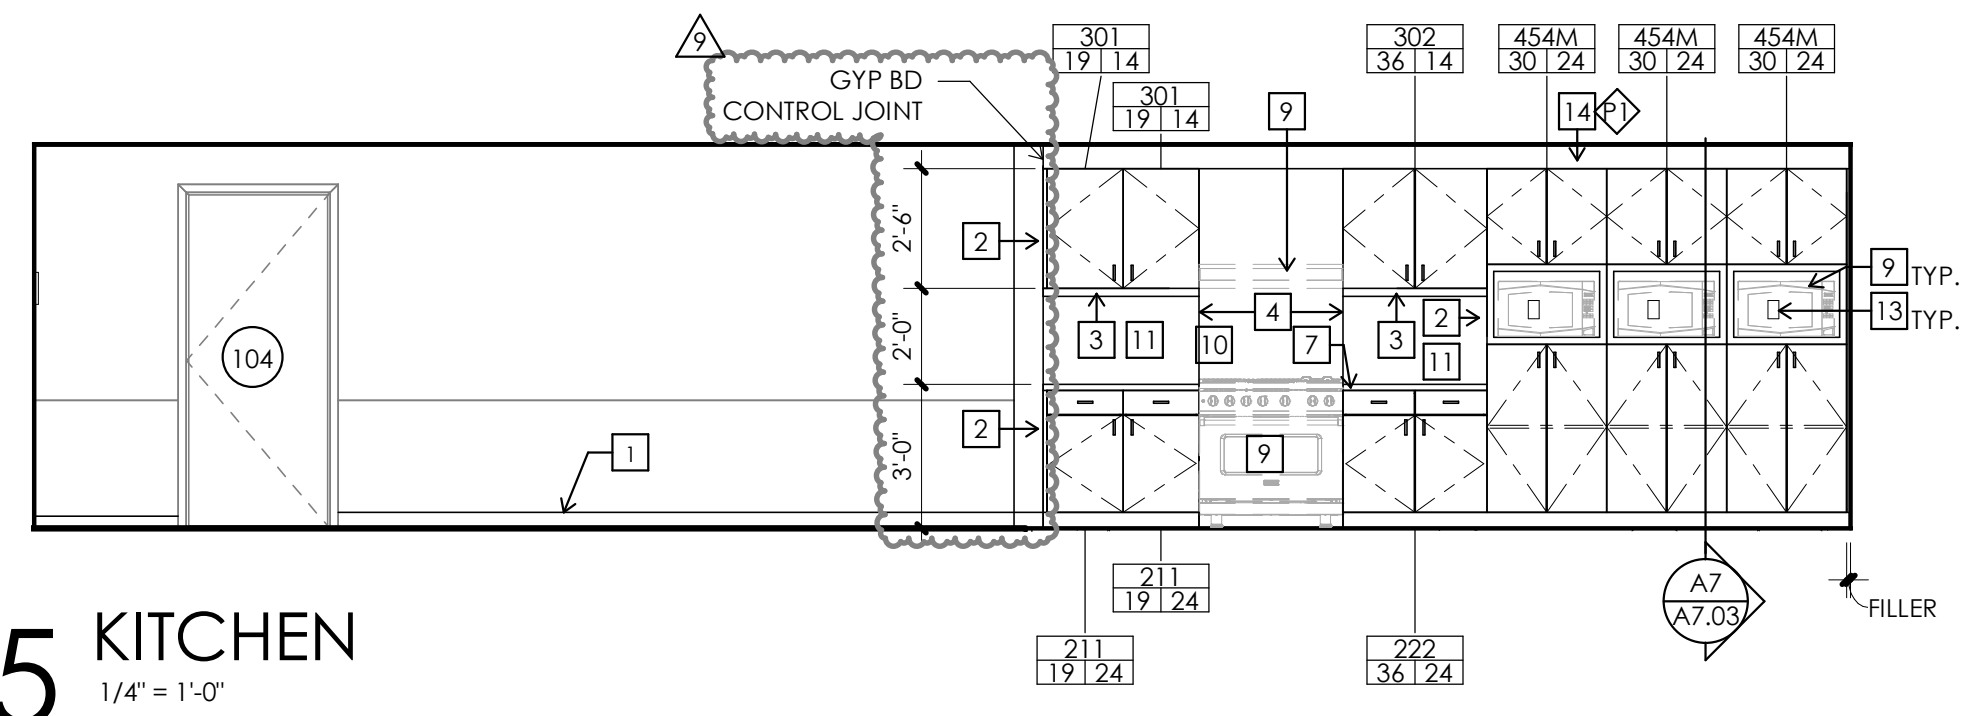 9
301
19 14
302
36 14
454M
30 24
454M
30 24
454M
30 24
GYP BD
CONTROL JOINT
301
19 14
9
14 P1
2'-6"
2
9 TYP.
13 TYP.
2'-0"
4
2
3
11
10
7
3
11
104
3'-0"
2
1
9
211
19 24
211
19 24
222
36 24
A7
A7.03
FILLER
5 KITCHEN
1/4" = 1'-0"